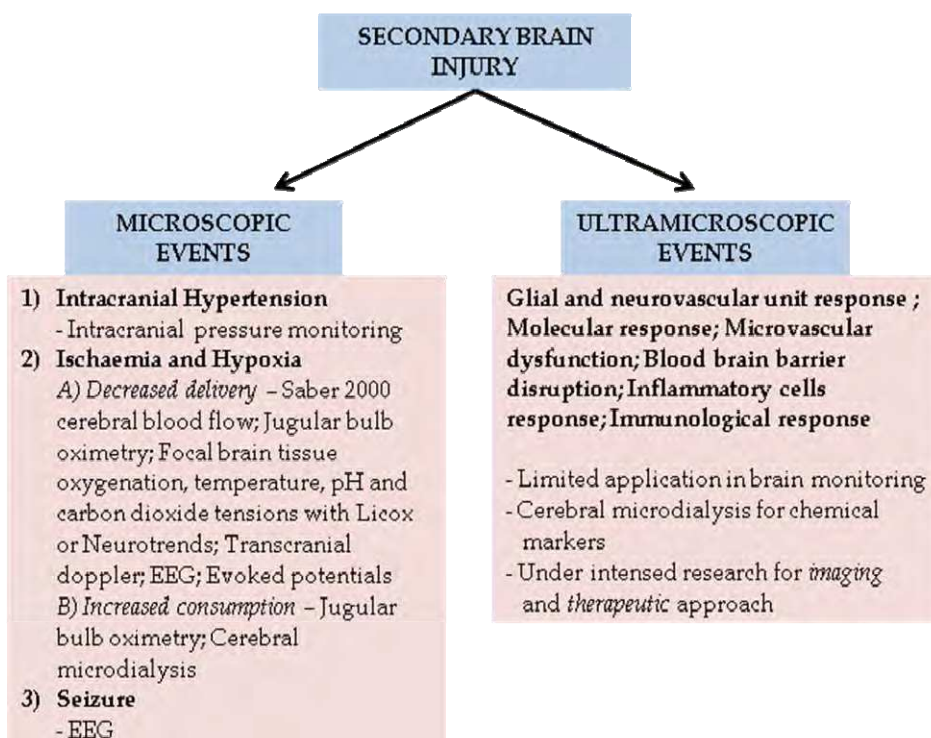 SECONDARY BRAIN
INJURY
MICROSCOPIC
EVENTS
1) Intracranial Hypertension
- Intracranial pressure monitoring
2) Ischaemia and Hypoxia
A) Decreased delivery – Saber 2000
cerebral blood flow; Jugular bulb
oximetry; Focal brain tissue
oxygenation, temperature, pH and
carbon dioxide tensions with Licox
or Neurotrends; Transcranial
doppler; EEG; Evoked potentials
B) Increased consumption – Jugular
bulb oximetry; Cerebral
microdialysis
3) Seizure
- EEG
ULTRAMICROSCOPIC
EVENTS
Glial and neurovascular unit response ;
Molecular response; Microvascular
dysfunction; Blood brain barrier
disruption; Inflammatory cells
response; Immunological response
- Limited application in brain monitoring
- Cerebral microdialysis for chemical
markers
- Under intensed research for imaging
and therapeutic approach